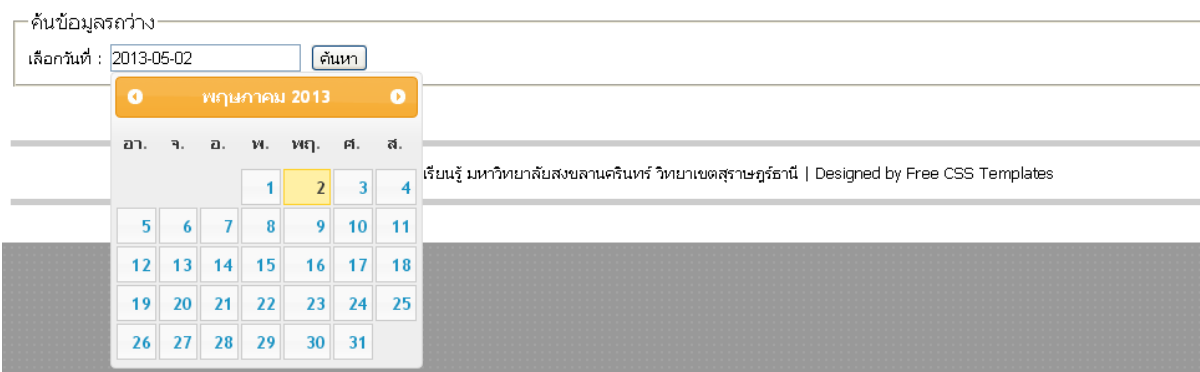 ค้นข้อมูลรถว่าง
เลือกวันที่ : 2013-05-02 ค้นหา
พฤษภาคม 2013
อา. จ. อ. พ. พฤ. ศ. ส.
1 2 3 4
เรียนรู้ มหาวิทยาลัยสงขลานครินทร์ วิทยาเขตสุราษฎร์ธานี | Designed by Free CSS Templates
5 6 7 8 9 10 11
12 13 14 15 16 17 18
19 20 21 22 23 24 25
26 27 28 29 30 31